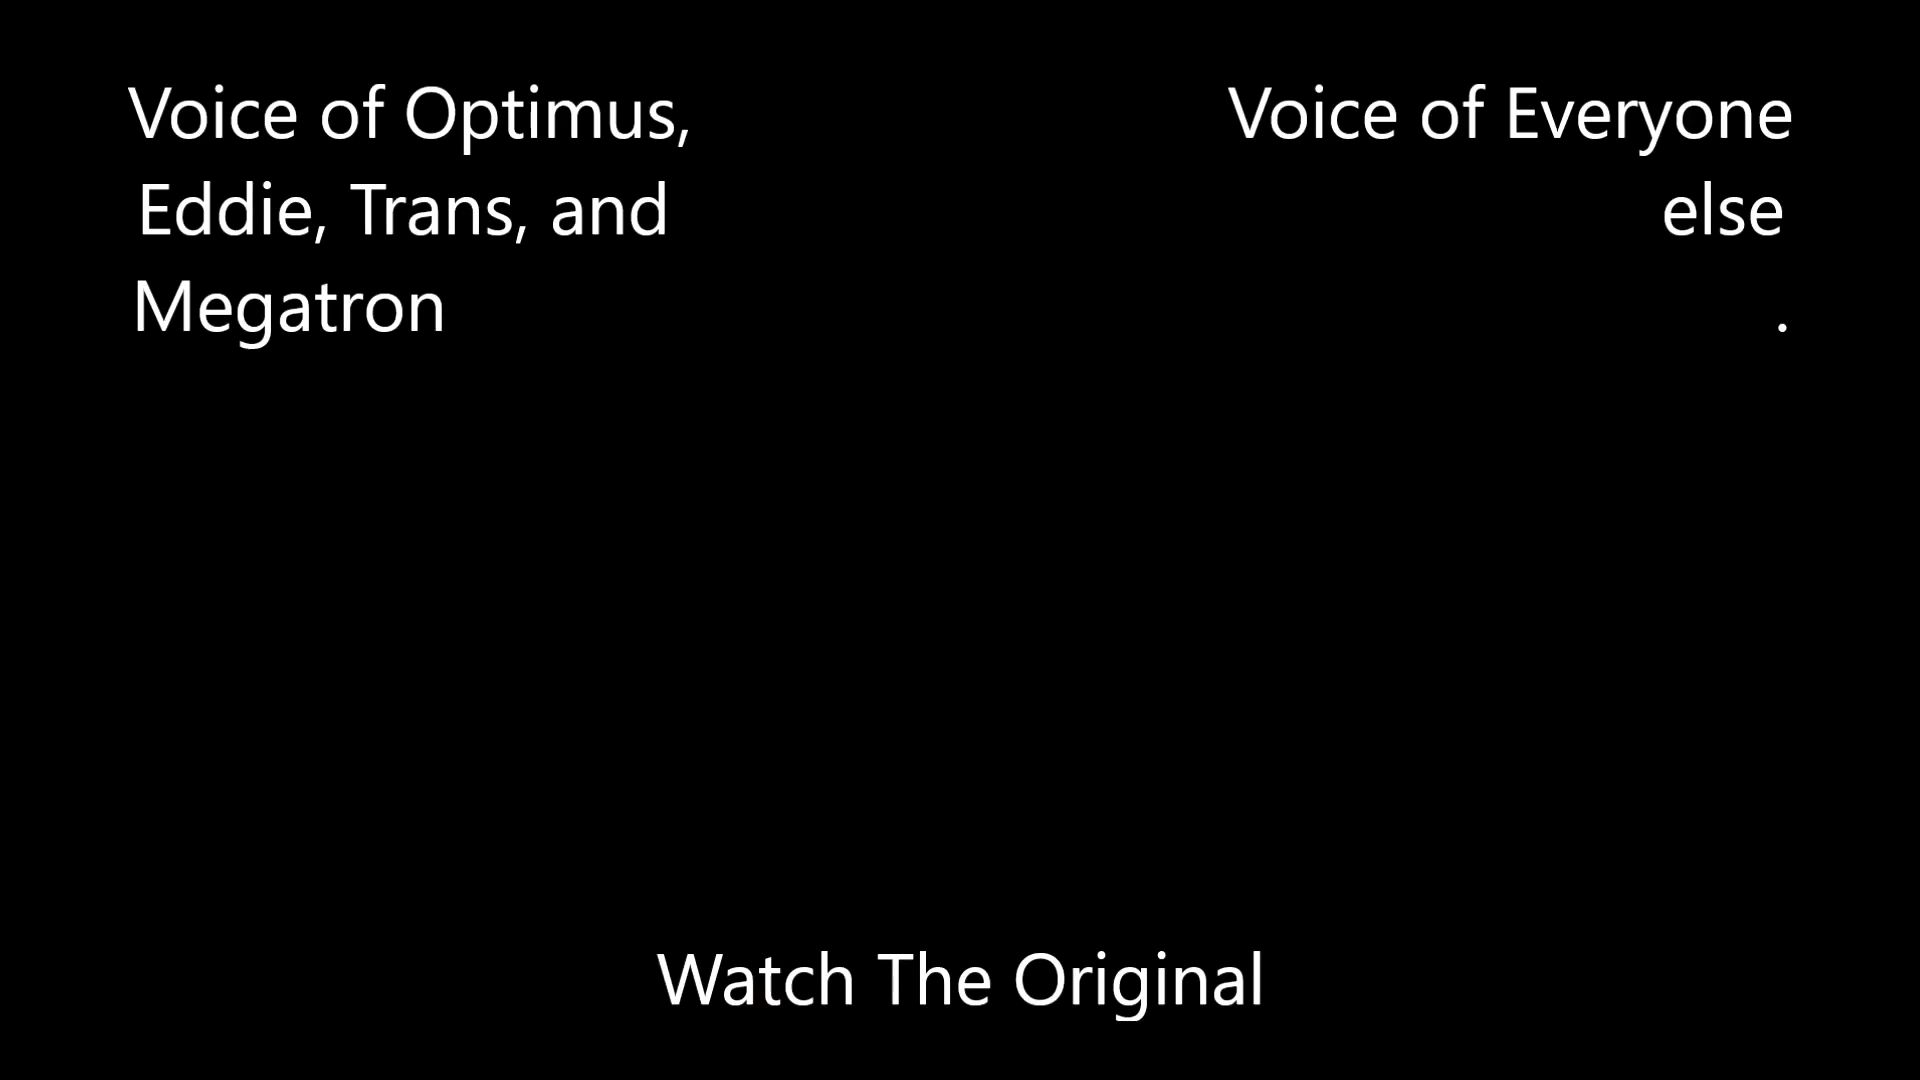 Voice of Optimus,
Eddie, Trans, and
Megatron
Voice of Everyone
else
.
Watch The Original